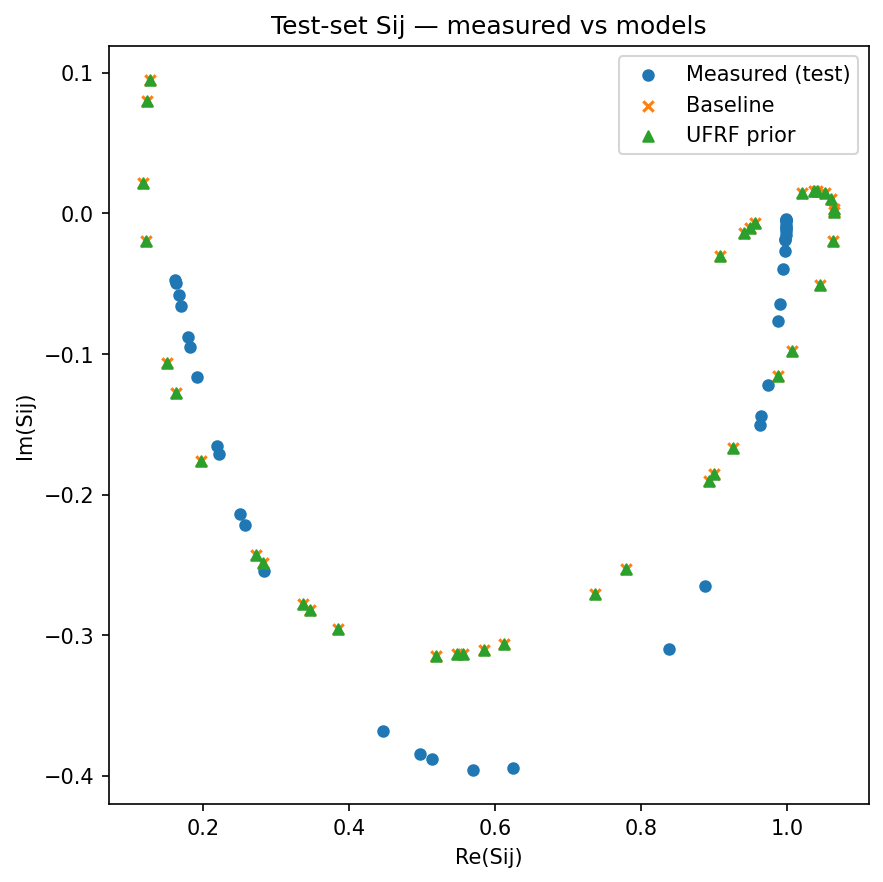 Test-set Sij — measured vs models
Measured (test)
Baseline
UFRF prior
0.1
0.0
−0.1
−0.2
−0.3
−0.4
Im(Sij)
0.2
0.4
0.6
0.8
1.0
Re(Sij)